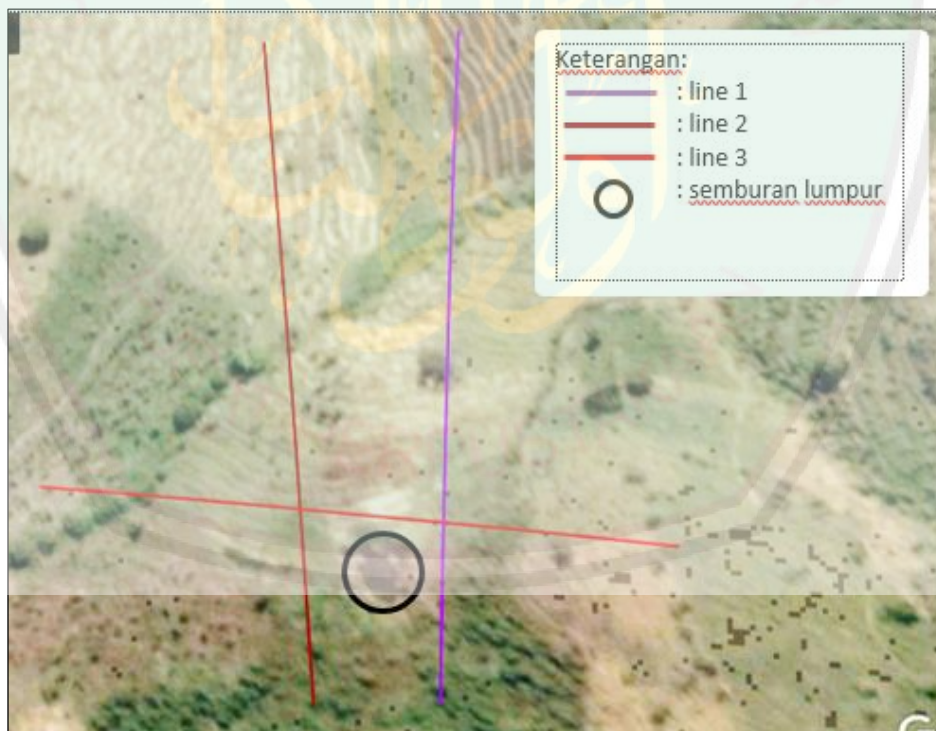 Keterangan:
: line 1
: line 2
: line 3
: semburan lumpur